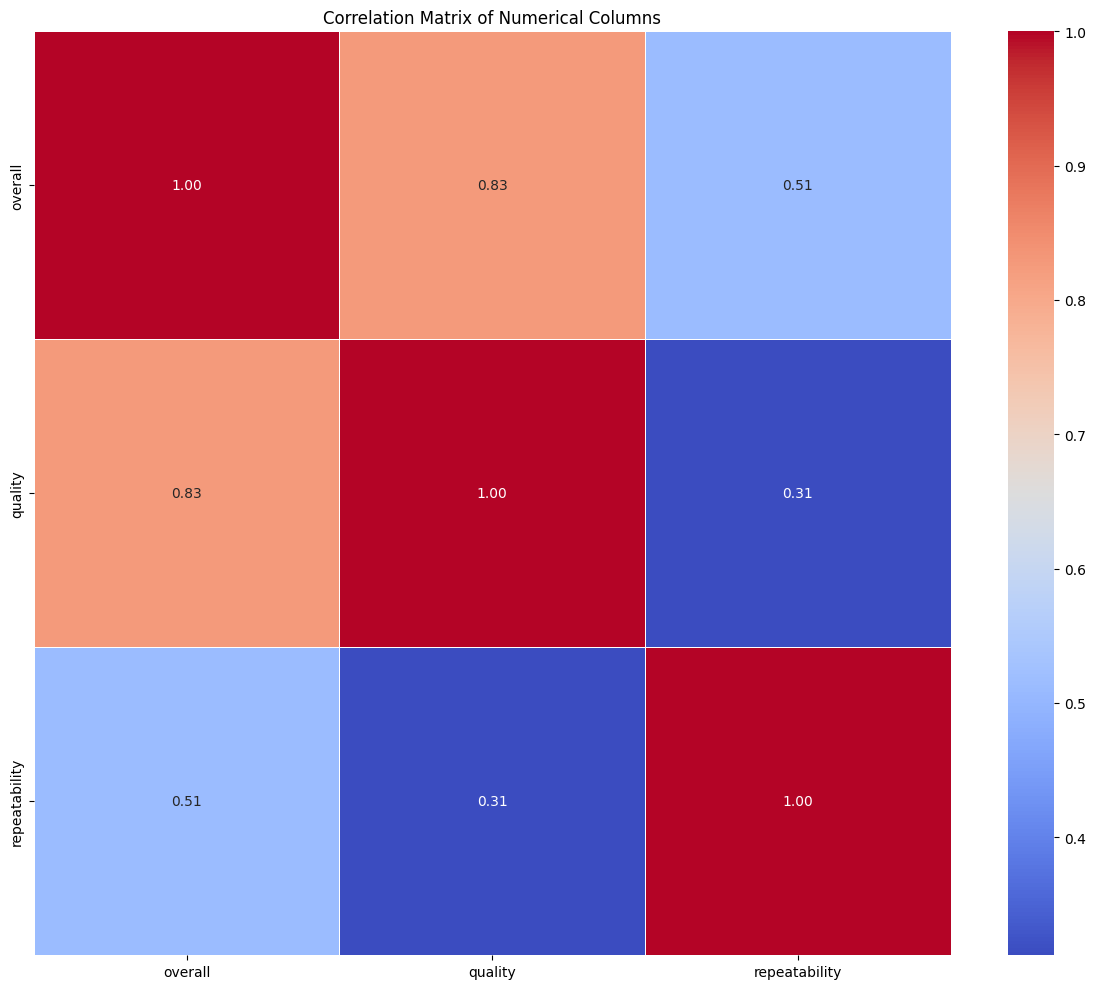 Correlation Matrix of Numerical Columns
overall
1.00
0.83
0.51
quality
0.83
1.00
0.31
repeatability
0.51
0.31
1.00
overall
quality
repeatability
1.0
0.9
0.8
0.7
0.6
0.5
0.4